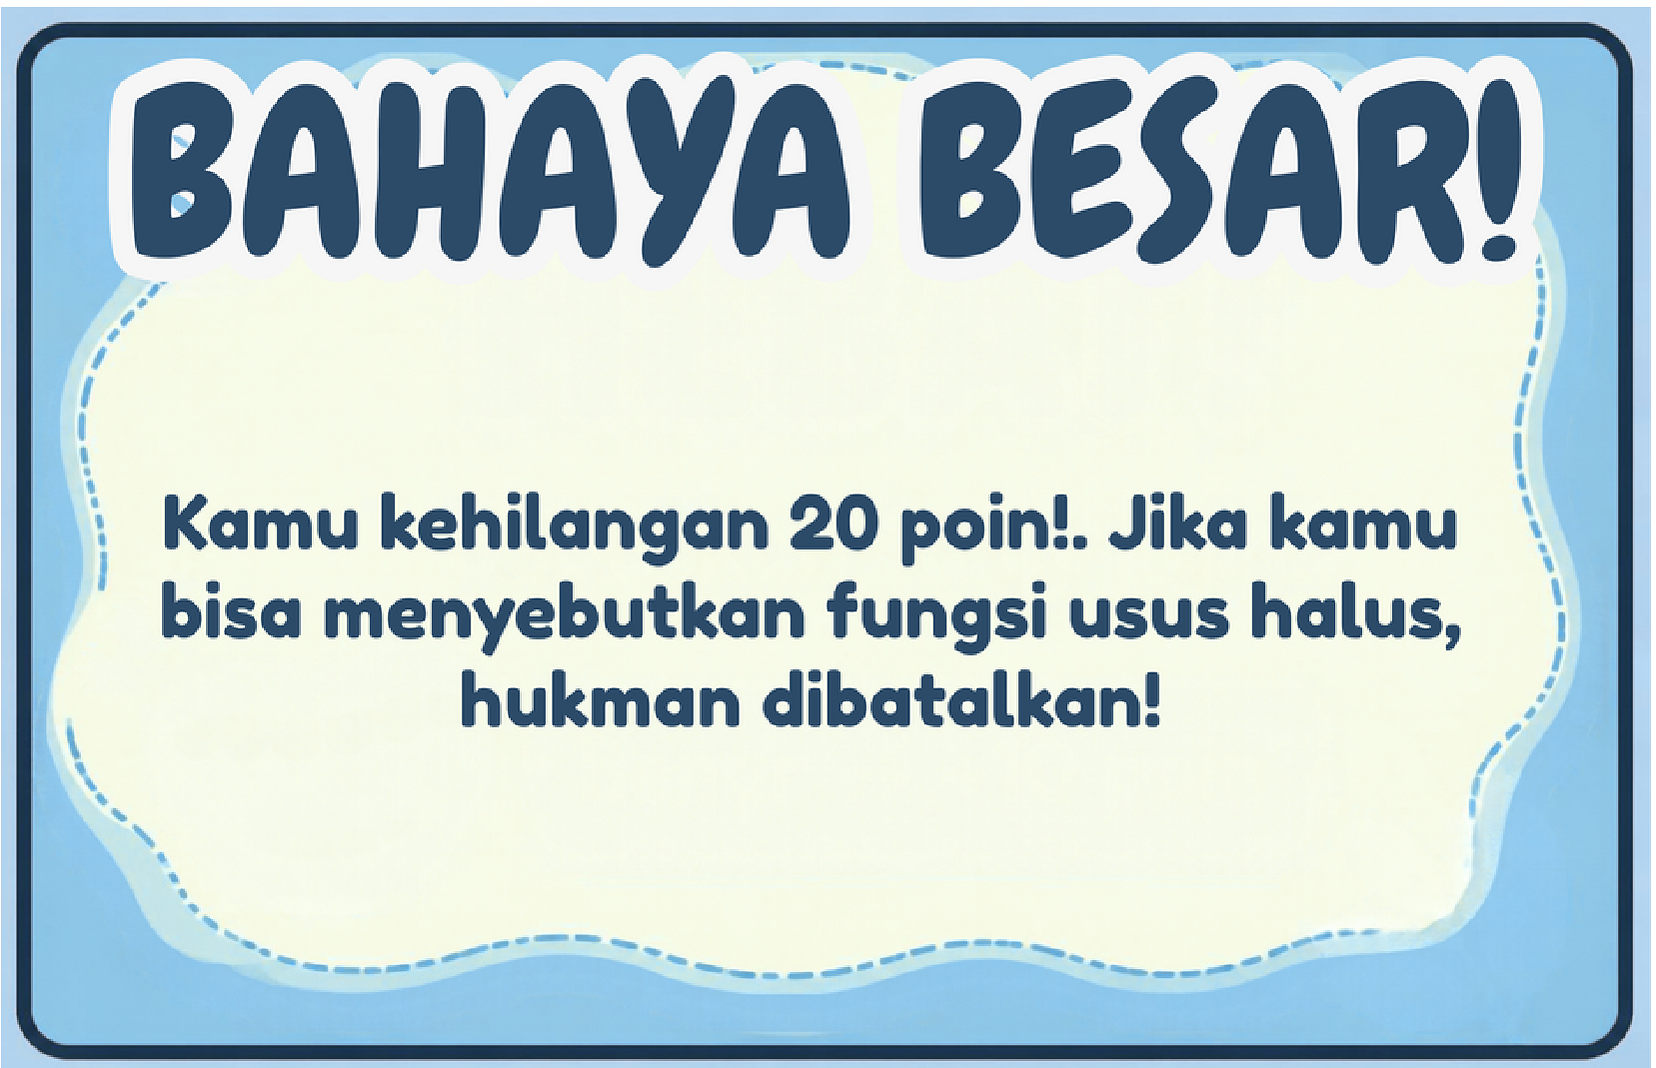 BAHAYA BESAR!
Kamu kehilangan 20 poin!. Jika kamu
bisa menyebutkan fungsi usus halus,
hukman dibatalkan!